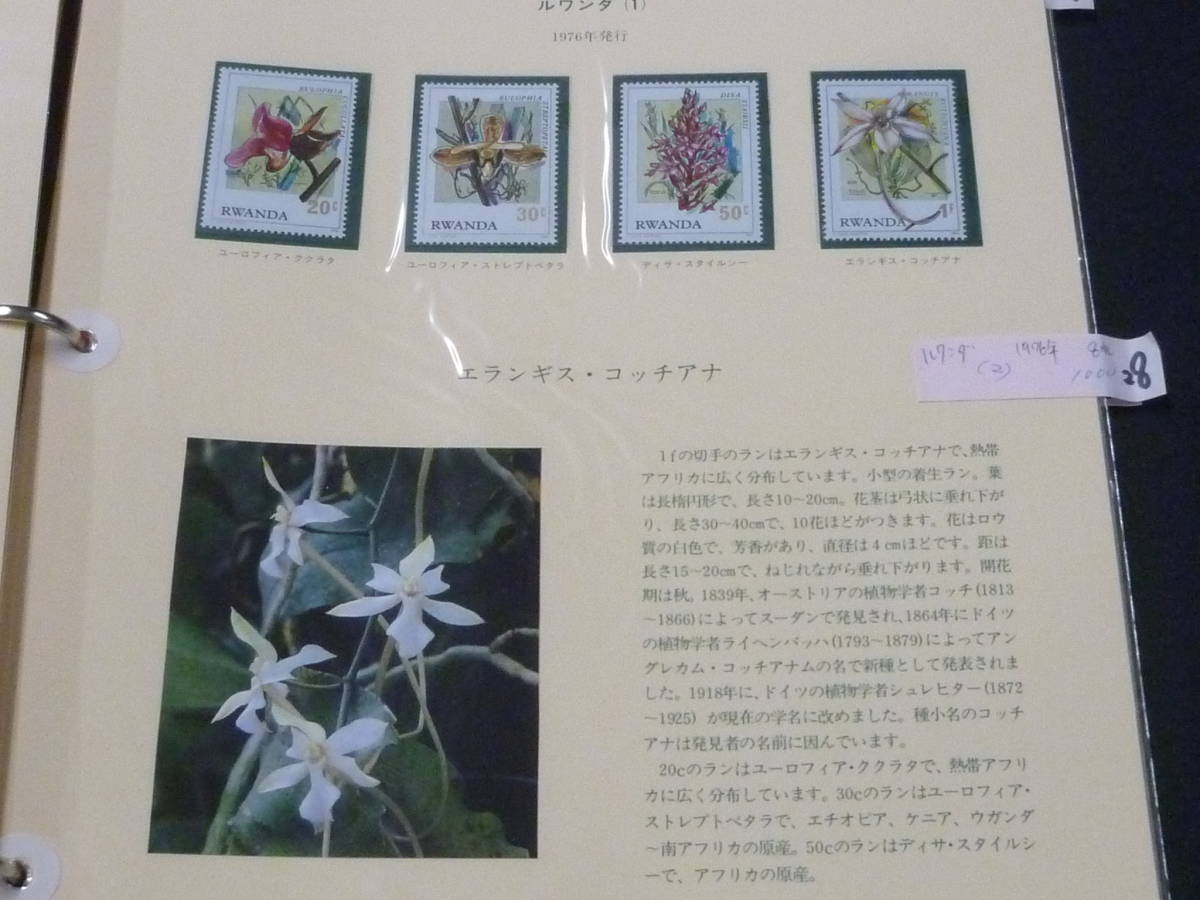 ルワンダ (1)
1976年発行
EULOPHIA
CUCULLATA
RWANDA
20c
EULOPHIA
STREPTOPETALA
RWANDA
30c
DISA
STAIRSII
RWANDA
50c
RWANDA
1F
ユーロフィア・ククラタ
ユーロフィア・ストレプトペタラ
ディサ・スタイルシー
エランギス・コッチアナ
ルワンダ 1976年
(2)
28
エランギス・コッチアナ
1fの切手のランはエランギス・コッチアナで、熱帯
アフリカに広く分布しています。小型の着生ラン。葉
は長楕円形で、長さ10〜20cm。花茎は弓状に垂れ下が
り、長さ30〜40cmで、10花ほどがつきます。花はロウ
質の白色で、芳香があり、直径は4cmほどです。距は
長さ15〜20cmで、ねじれながら垂れ下がります。開花
期は秋。1839年、オーストリアの植物学者コッチ(1813
〜1866)によってスーダンで発見され、1864年にドイツ
の植物学者ライヘンバッハ(1793〜1879)によってアン
グレカム・コッチアナムの名で新種として発表されま
した。1918年に、ドイツの植物学者シュレヒター(1872
〜1925)が現在の学名に改めました。種小名のコッチ
アナは発見者の名前に因んでいます。
20cのランはユーロフィア・ククラタで、熱帯アフリ
カに広く分布しています。30cのランはユーロフィア・
ストレプトペタラで、エチオピア、ケニア、ウガンダ
〜南アフリカの原産。50cのランはディサ・スタイルシ
ーで、アフリカの原産。